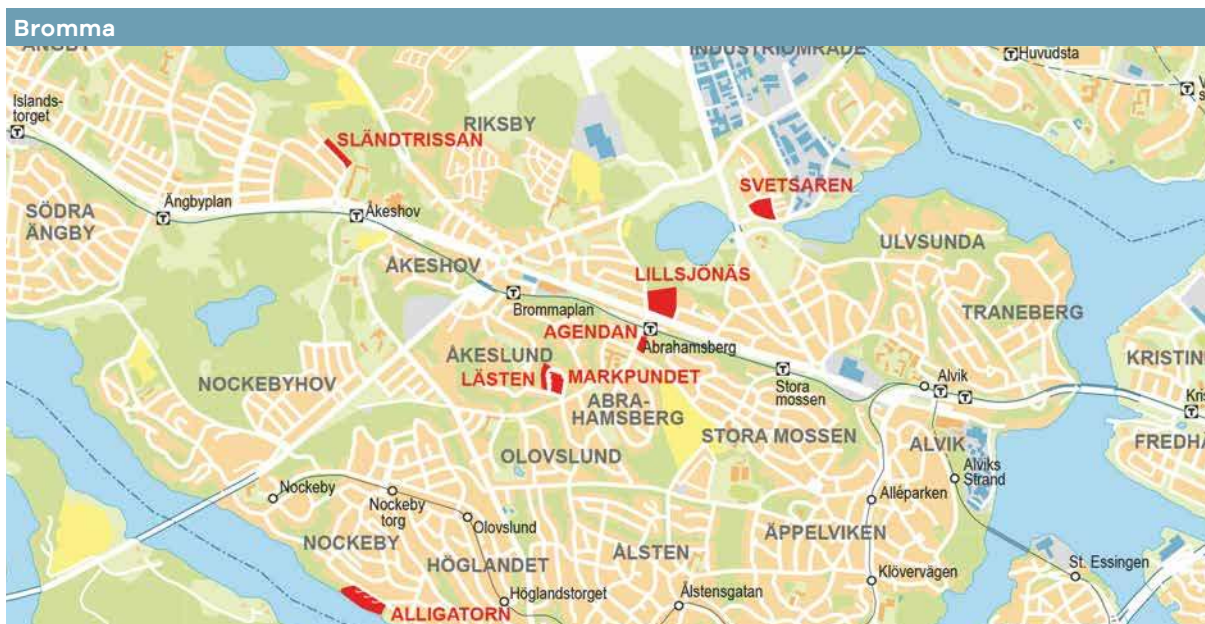 Bromma
ÄNGBY
INDUSTRIOMRÅDE
Huvudsta
Islands-
torget
RIKSBY
SLÄNDTRISSAN
SVETSAREN
SÖDRA
ÄNGBY
Ängbyplan
Åkeshov
ULVSUNDA
ÅKESHOV
LILLSJÖNÄS
TRANEBERG
Brommaplan
AGENDAN
Abrahamsberg
ÅKESLUND
KRISTINE
NOCKEBYHOV
LÄSTEN
MARKPUNDET
Stora
mossen
Alvik
Kris
ABRA-
HAMSBERG
STORA MOSSEN
ALVIK
FREDHÄ
OLOVSLUND
Alviks
Strand
Nockeby
Nockeby
torg
Alléparken
Olovslund
NOCKEBY
ÄPPELVIKEN
HÖGLANDET
ÅLSTEN
St. Essingen
Klövervägen
Höglandstorget
Ålstensgatan
ALLIGATORN